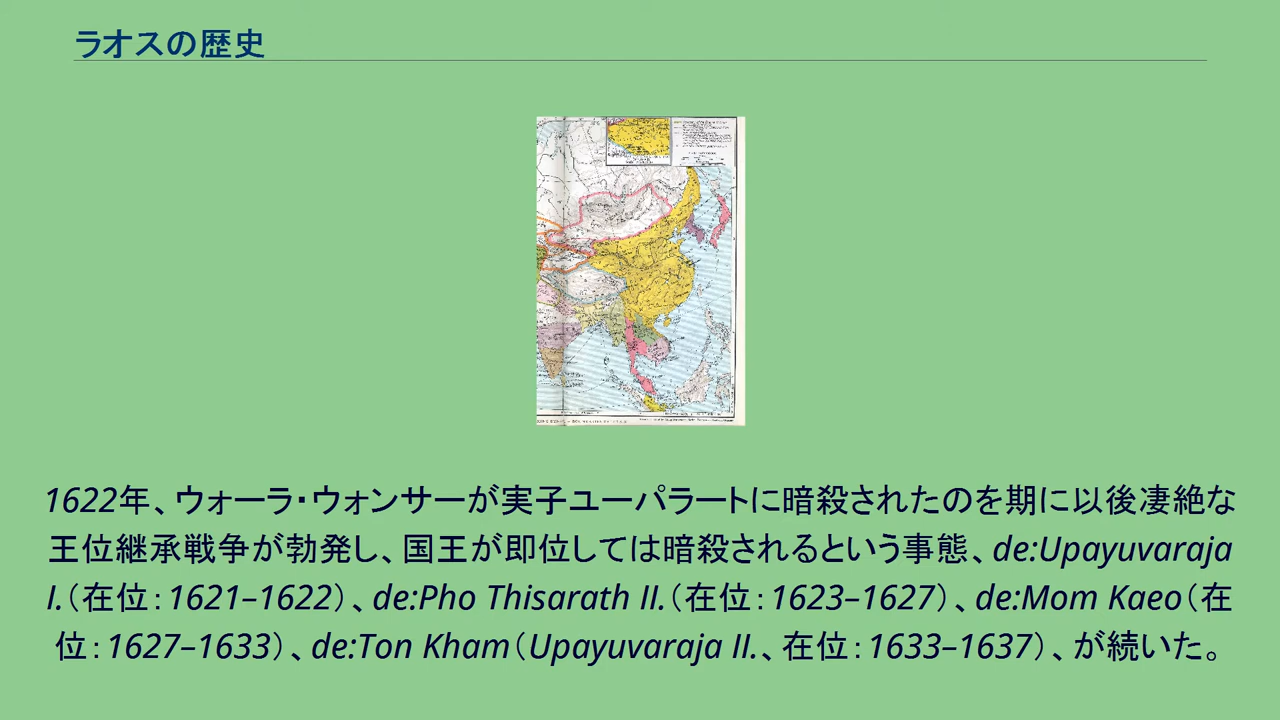 ラオスの歴史
1622年、ウォーラ・ウォンサーが実子ユーパラートに暗殺されたのを期に以後凄絶な
王位継承戦争が勃発し、国王が即位しては暗殺されるという事態、de:Upayuvaraja
I.（在位：1621–1622）、de:Pho Thisarath II.（在位：1623–1627）、de:Mom Kaeo（在
位：1627–1633）、de:Ton Kham（Upayuvaraja II.、在位：1633–1637）、が続いた。